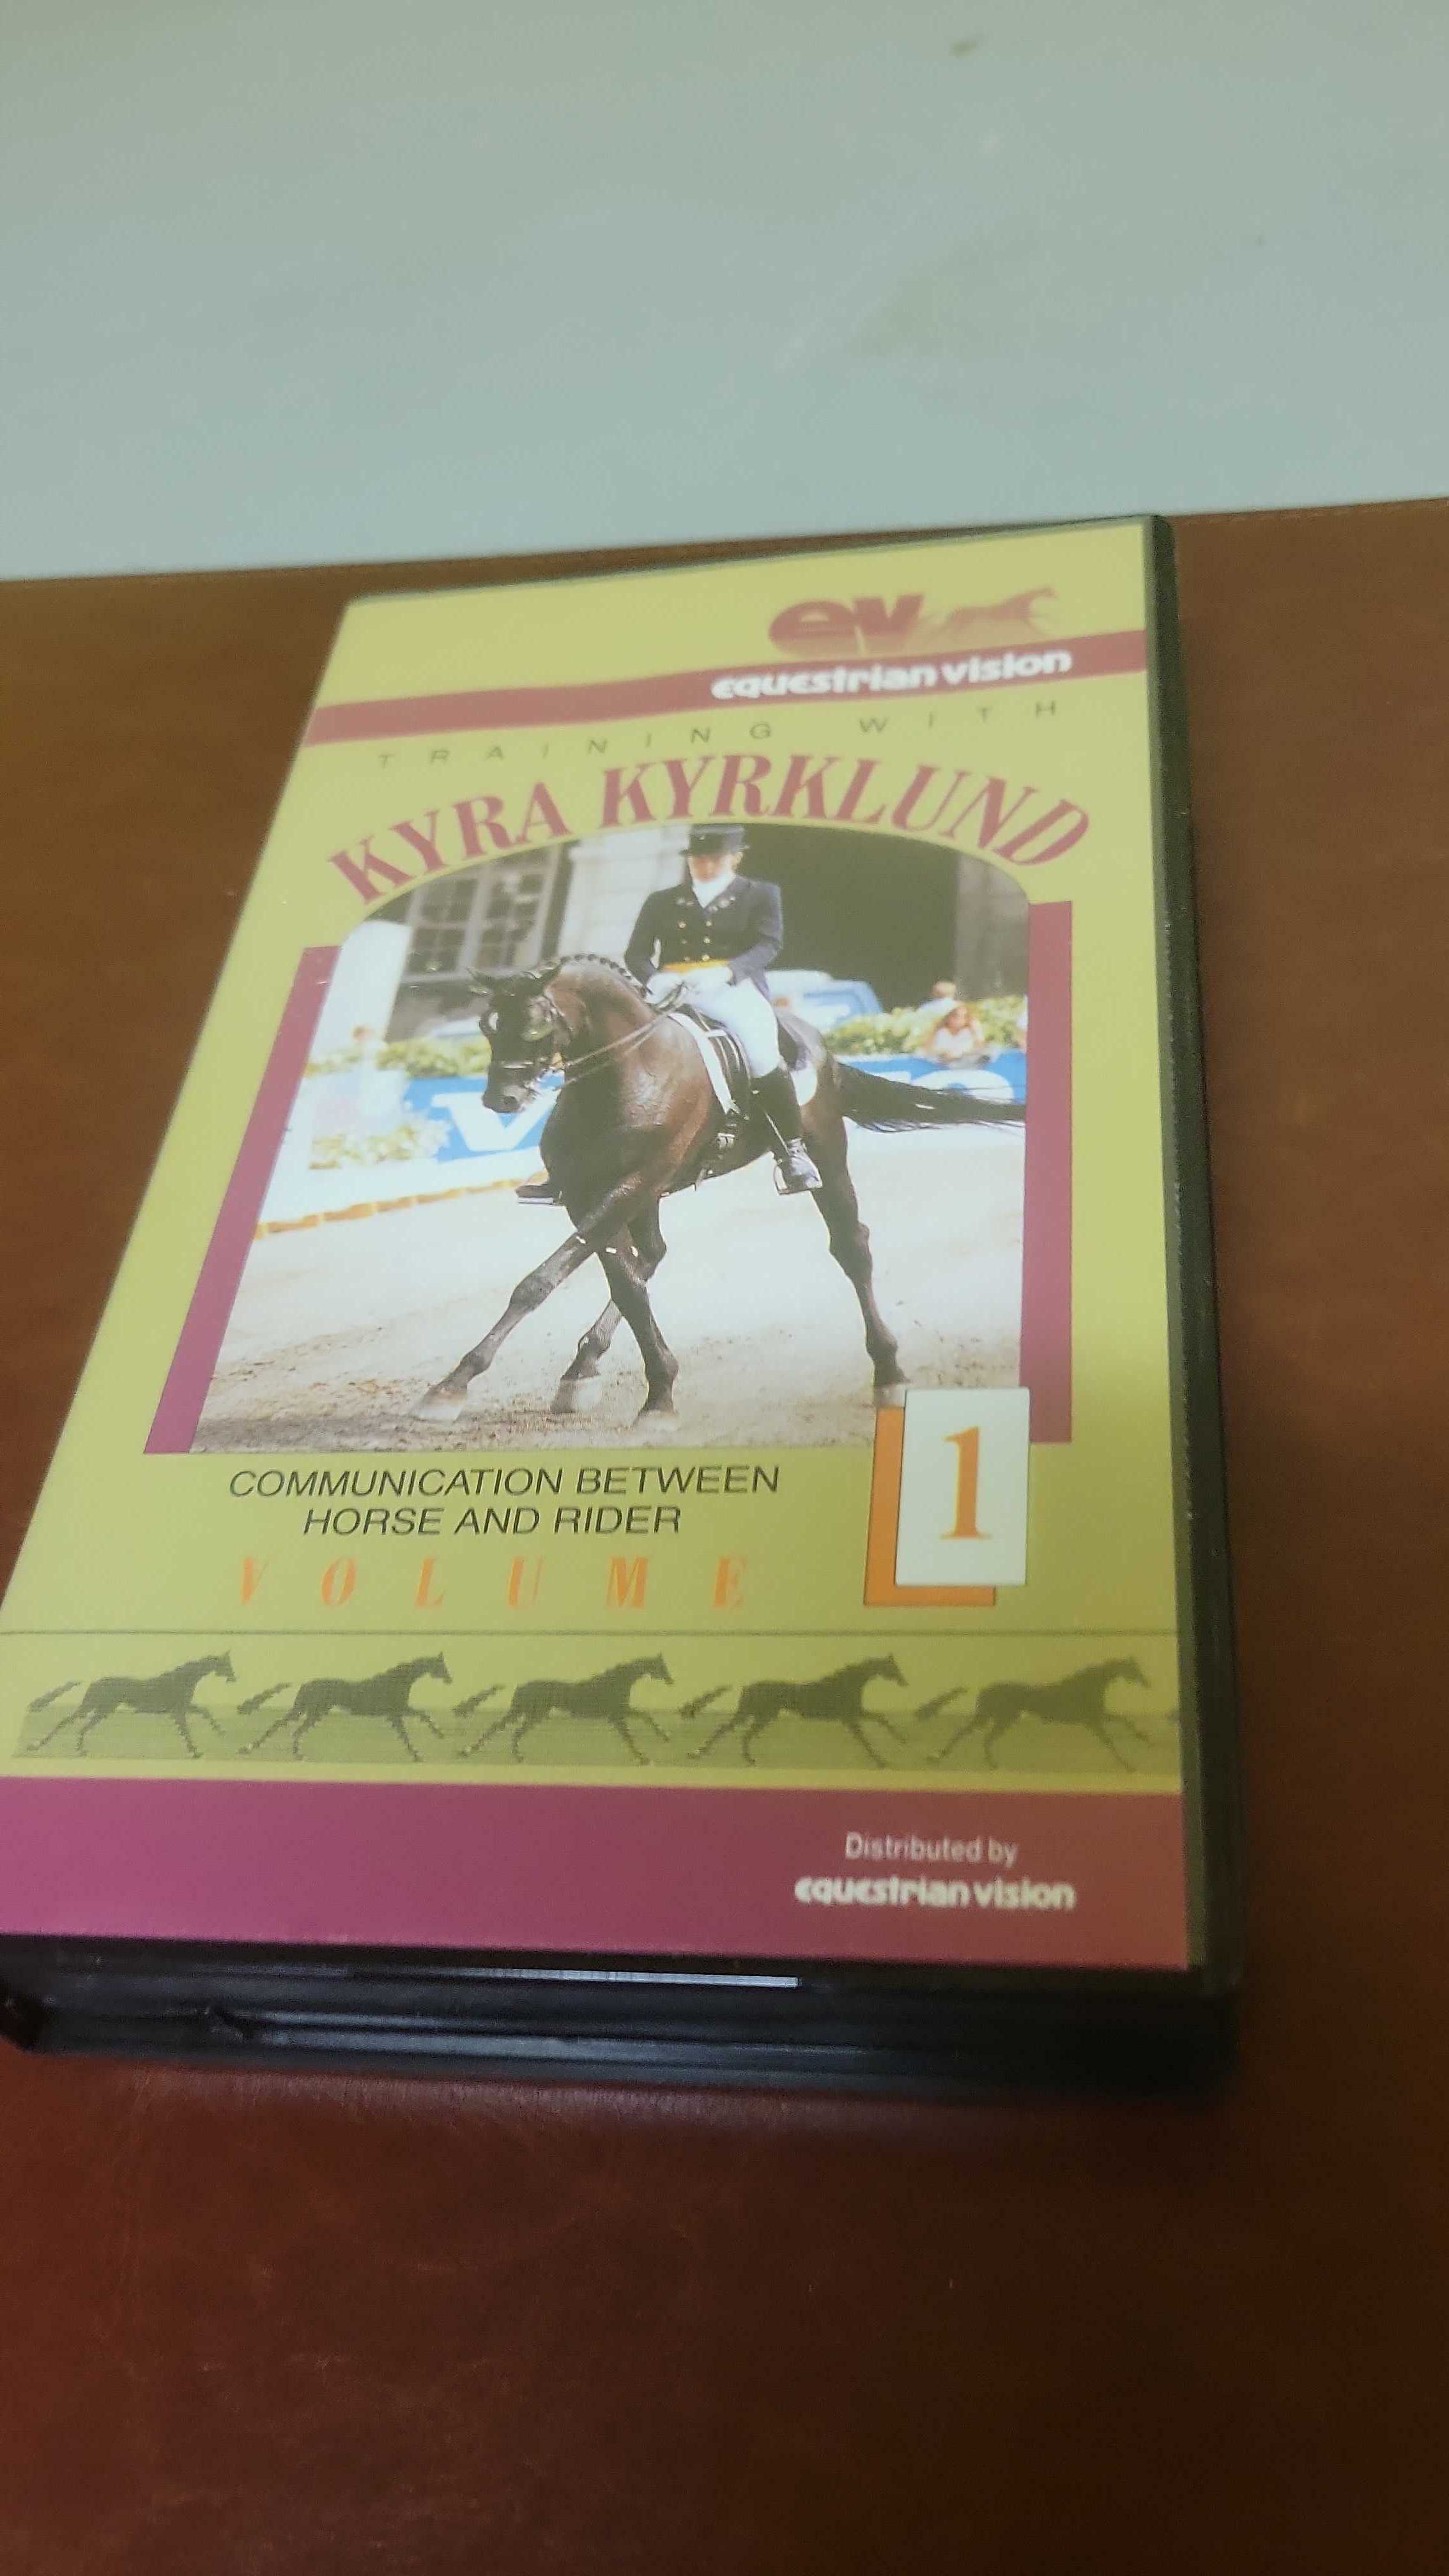 ev
equestrian vision
TRAINING WITH
KYRA KYRKLUND
COMMUNICATION BETWEEN
HORSE AND RIDER
VOLUME
1
Distributed by
equestrian vision